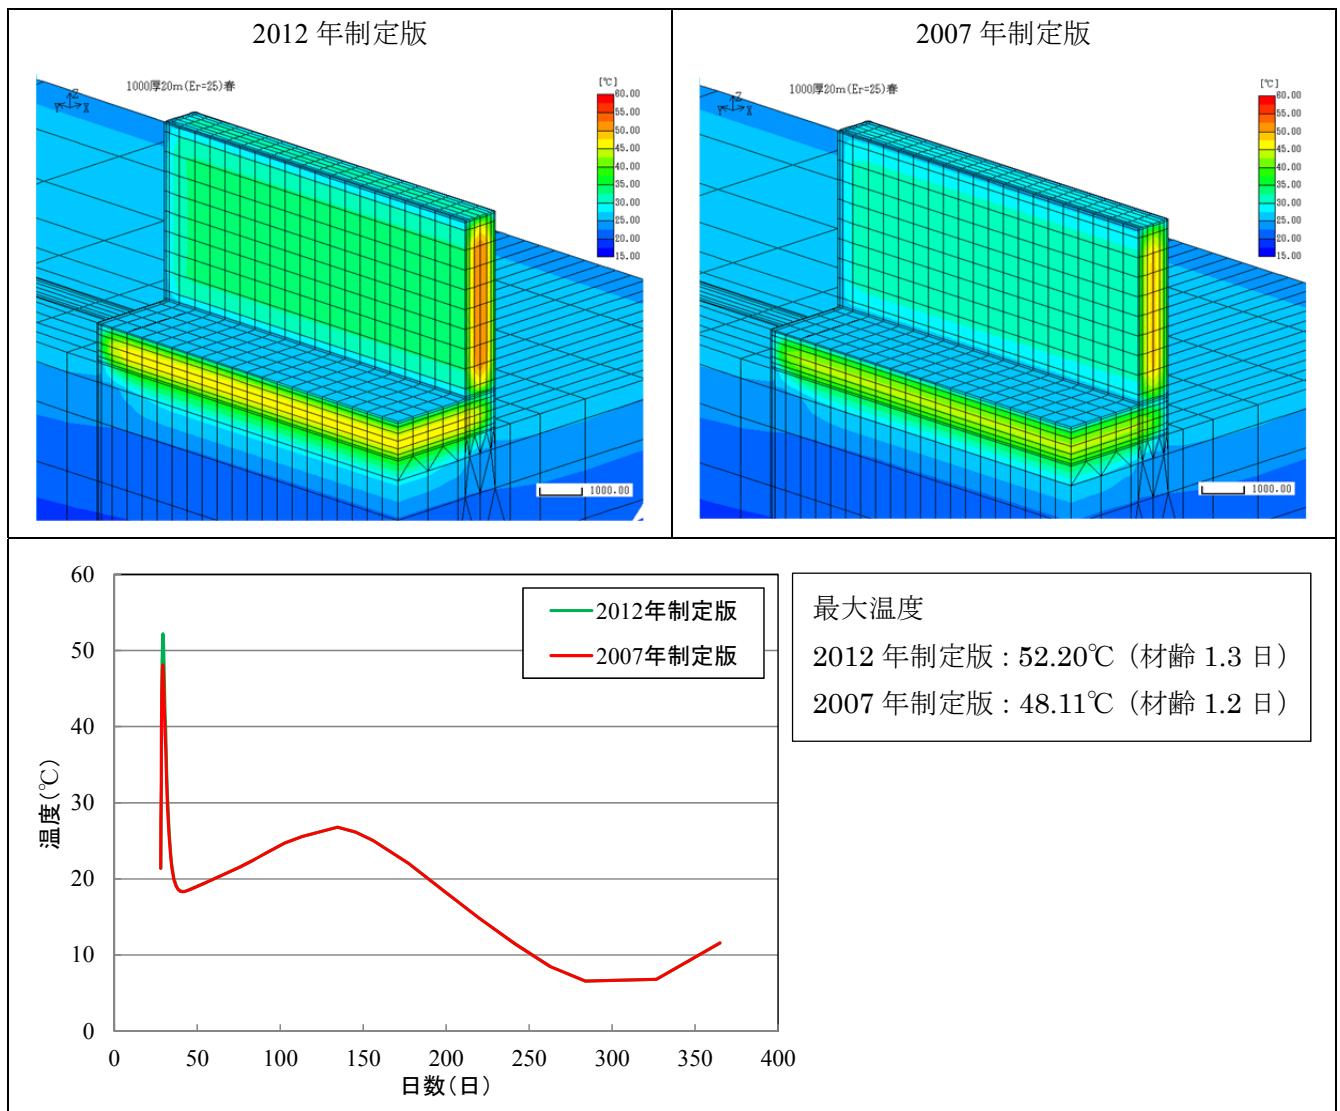 2012 年制定版
2007 年制定版
1000厚20m(Er=25)春
[℃]
60.00
55.00
50.00
45.00
40.00
35.00
30.00
25.00
20.00
15.00
Z
Y
X
1000.00
1000厚20m(Er=25)春
[℃]
60.00
55.00
50.00
45.00
40.00
35.00
30.00
25.00
20.00
15.00
Z
Y
X
1000.00
60
50
40
30
20
10
0
温度(℃)
2012年制定版
2007年制定版
0 50 100 150 200 250 300 350 400
日数(日)
最大温度
2012 年制定版 : 52.20℃（材齢 1.3 日）
2007 年制定版 : 48.11℃（材齢 1.2 日）